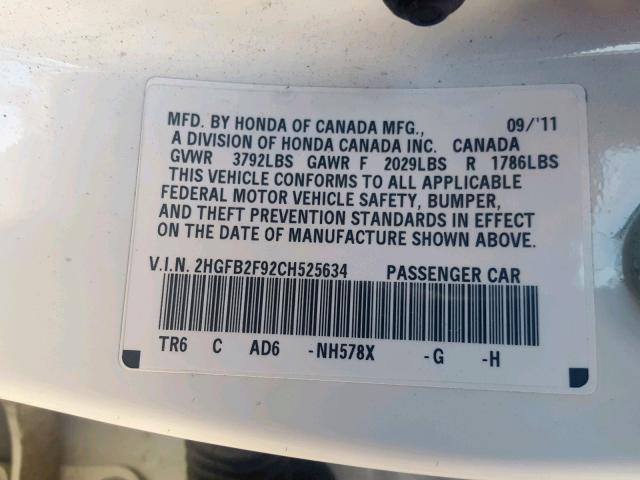 MFD. BY HONDA OF CANADA MFG., 09/'11
A DIVISION OF HONDA CANADA INC. CANADA
GVWR 3792LBS GAWR F 2029LBS R 1786LBS
THIS VEHICLE CONFORMS TO ALL APPLICABLE
FEDERAL MOTOR VEHICLE SAFETY, BUMPER,
AND THEFT PREVENTION STANDARDS IN EFFECT
ON THE DATE OF MANUFACTURE SHOWN ABOVE.
V.I.N. 2HGFB2F92CH525634 PASSENGER CAR
TR6 C AD6 -NH578X -G -H